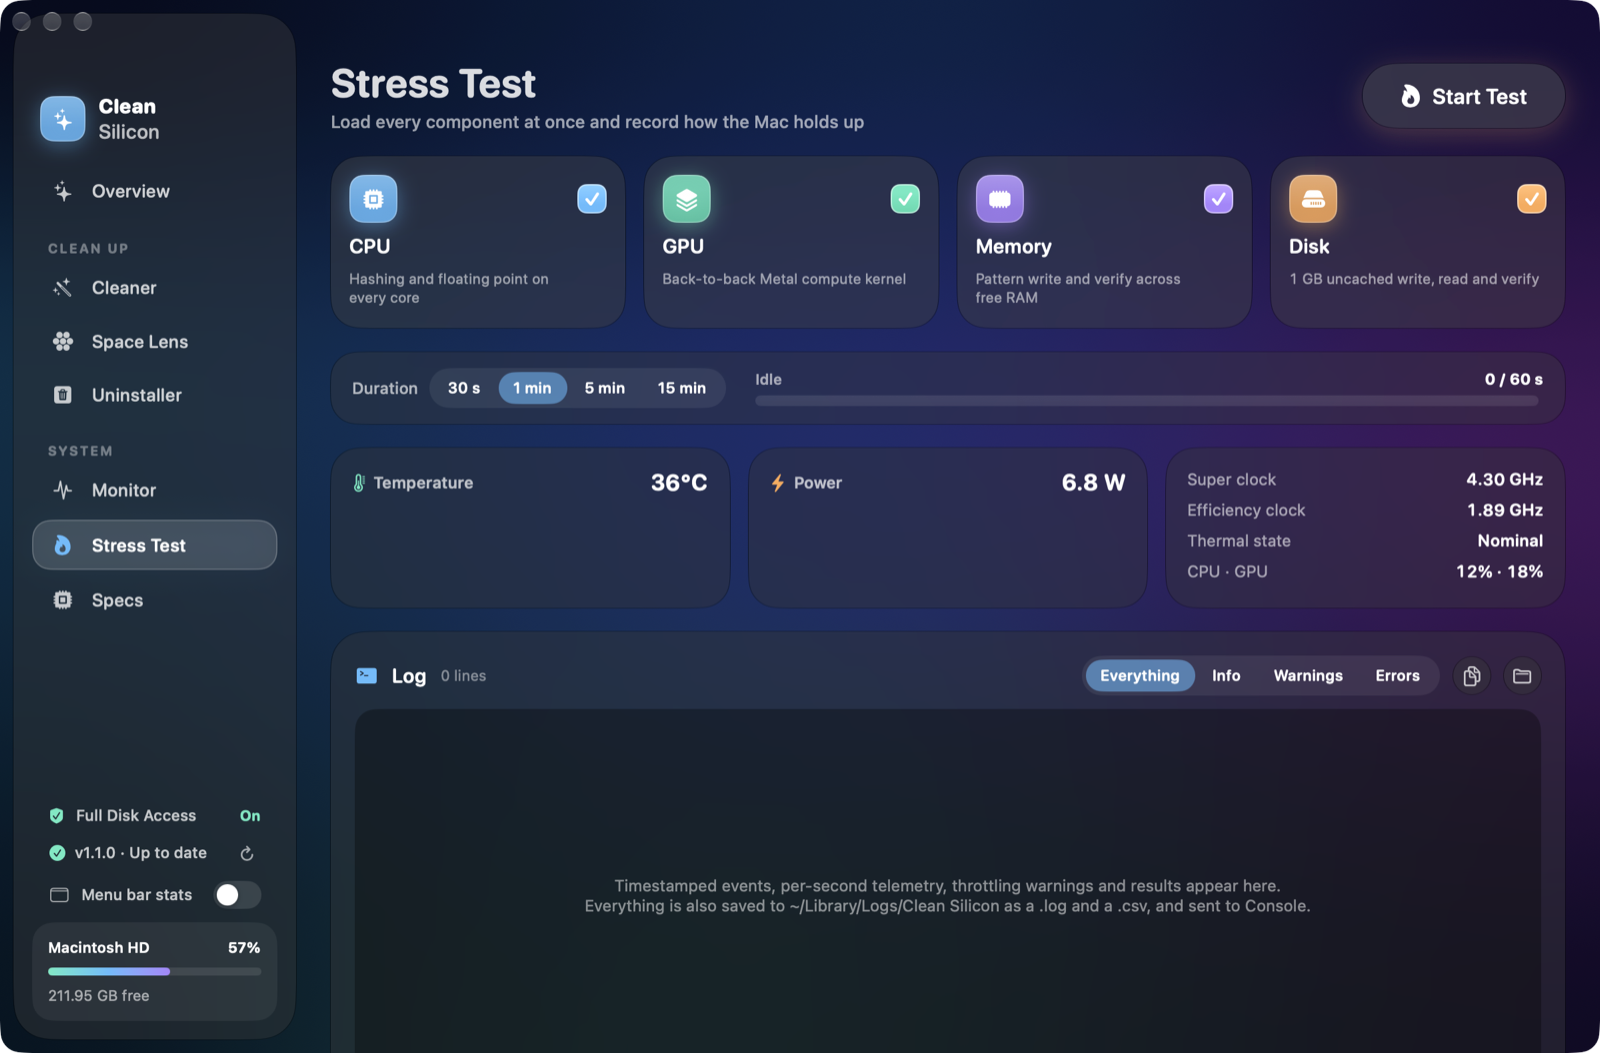 Clean
Silicon
Overview
CLEAN UP
Cleaner
Space Lens
Uninstaller
SYSTEM
Monitor
Stress Test
Specs
Full Disk Access On
v1.1.0 · Up to date
Menu bar stats
Macintosh HD 57%
211.95 GB free
Stress Test
Load every component at once and record how the Mac holds up
Start Test
CPU
Hashing and floating point on
every core
GPU
Back-to-back Metal compute kernel
Memory
Pattern write and verify across
free RAM
Disk
1 GB uncached write, read and verify
Duration 30 s 1 min 5 min 15 min
Idle 0 / 60 s
Temperature 36°C
Power 6.8 W
Super clock 4.30 GHz
Efficiency clock 1.89 GHz
Thermal state Nominal
CPU · GPU 12% · 18%
Log 0 lines
Everything Info Warnings Errors
Timestamped events, per-second telemetry, throttling warnings and results appear here.
Everything is also saved to ~/Library/Logs/Clean Silicon as a .log and a .csv, and sent to Console.